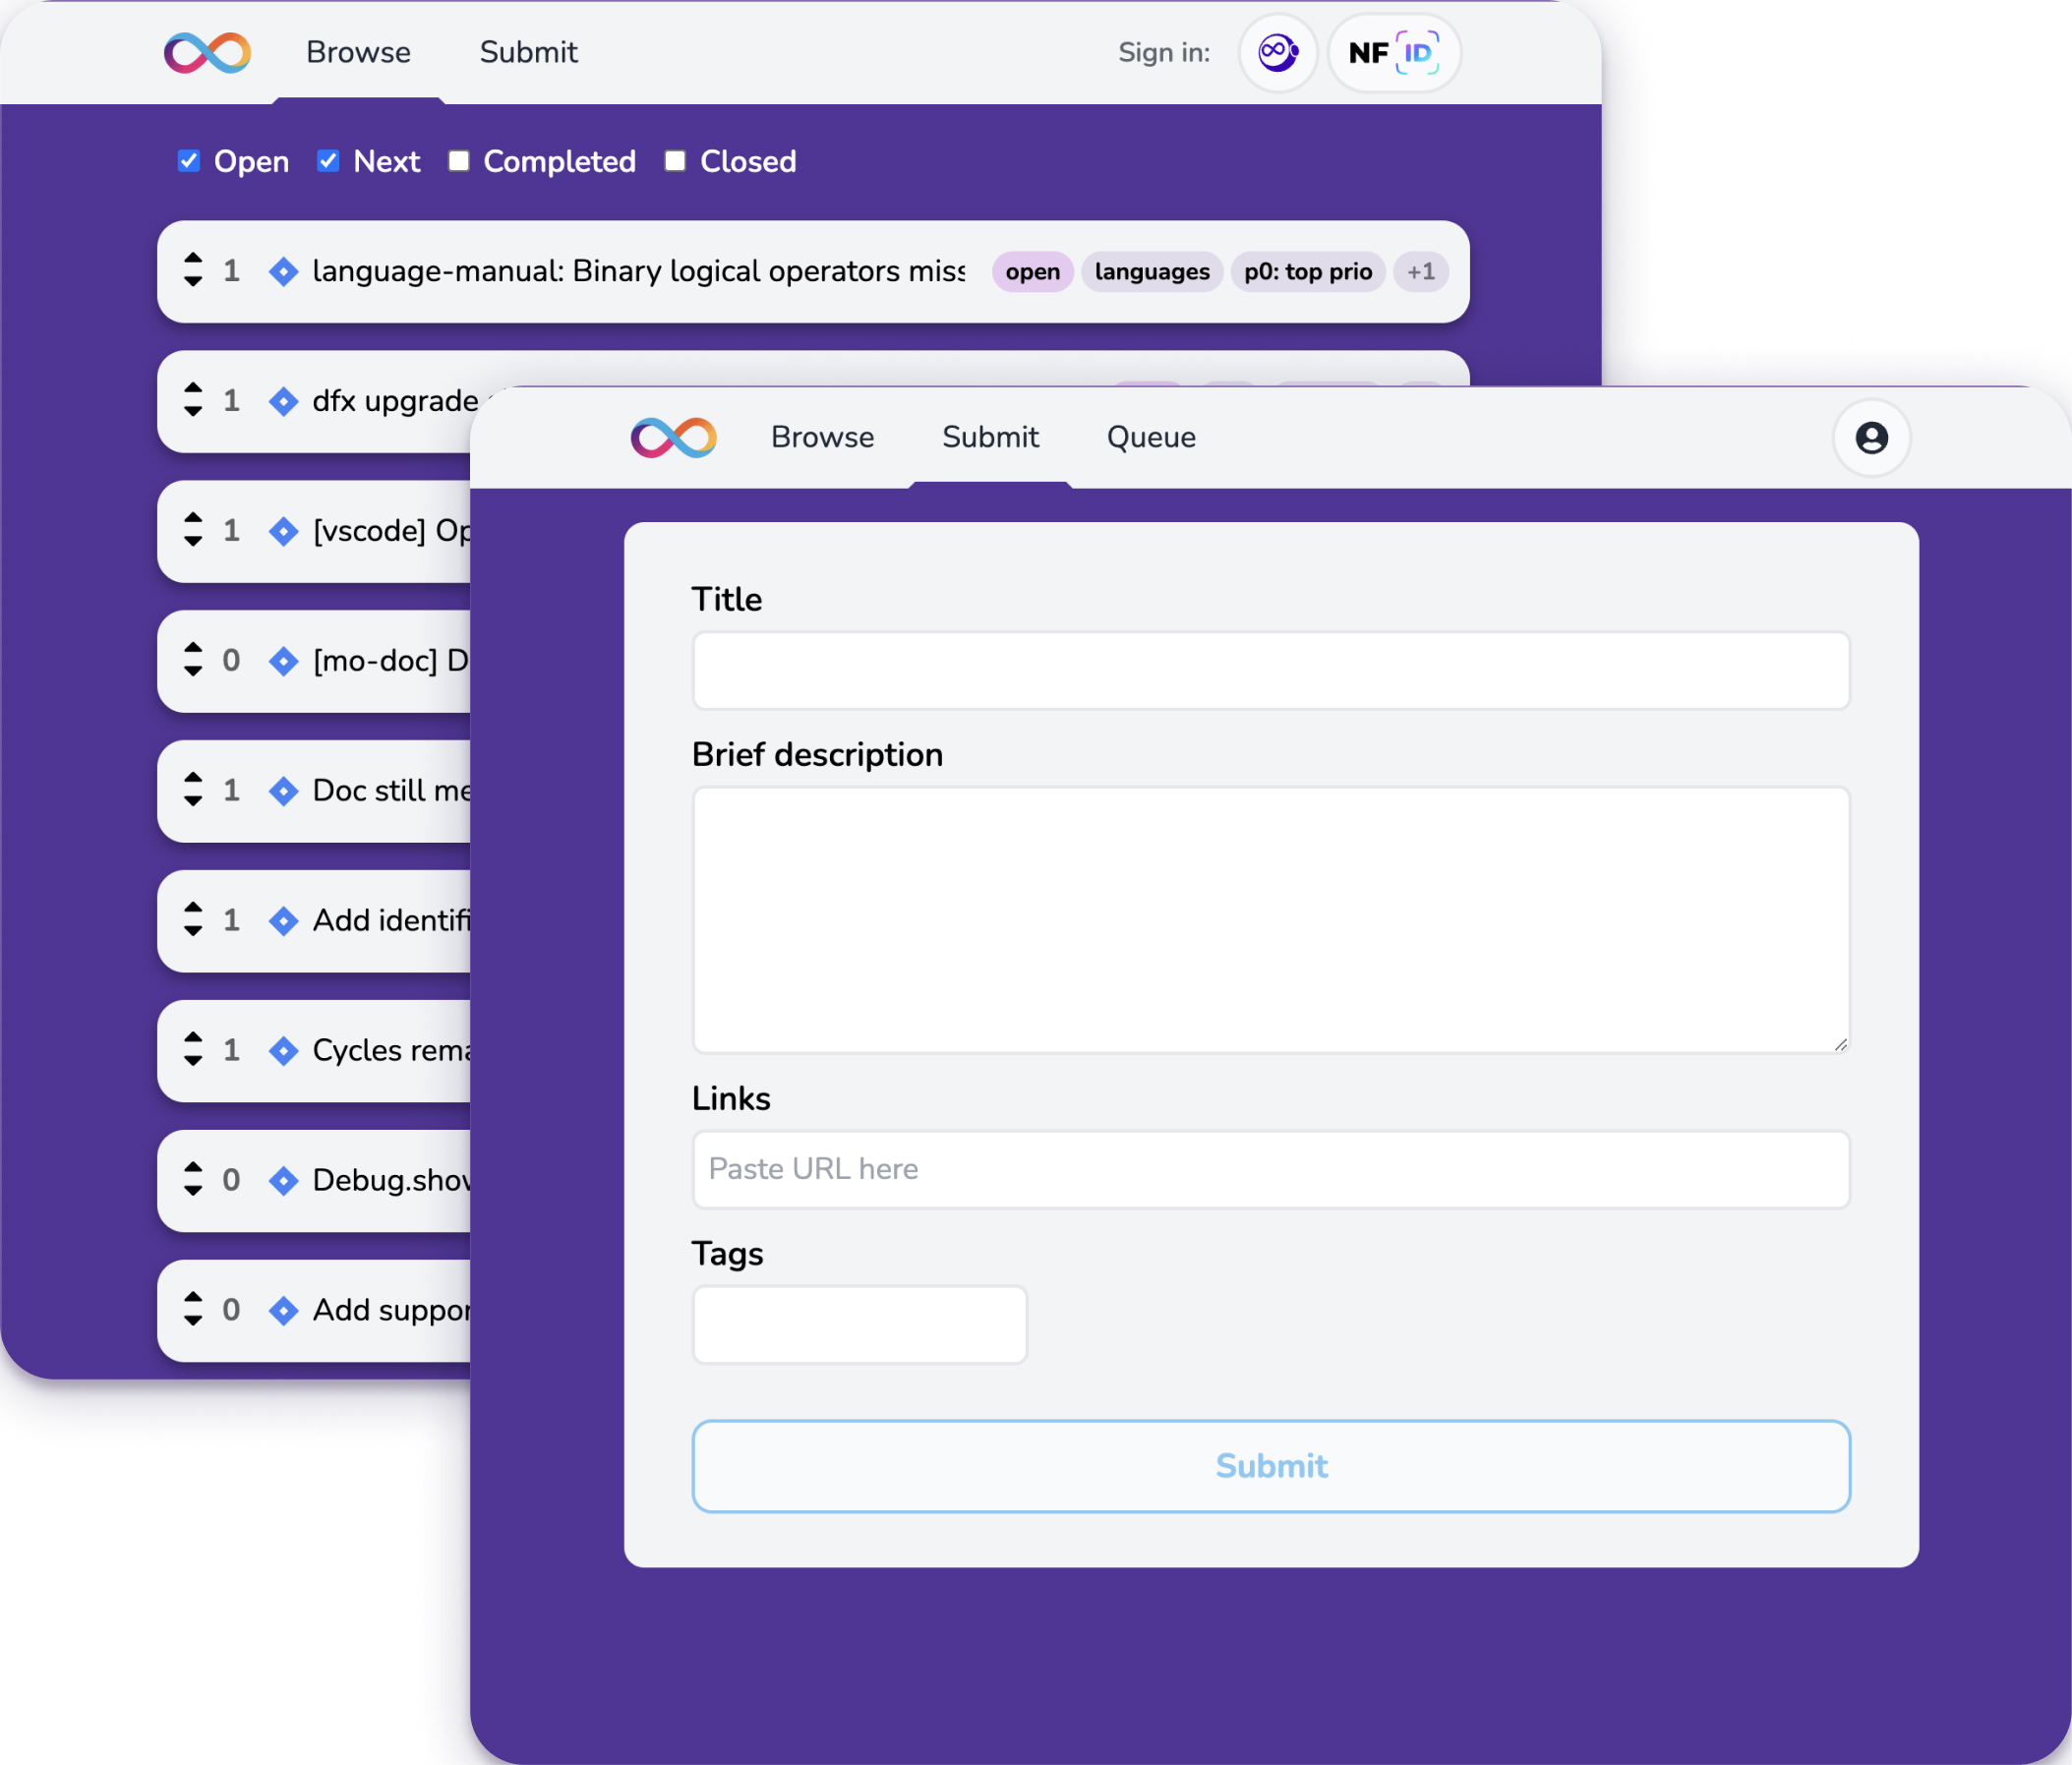 Browse Submit Sign in: NF ID
Open Next Completed Closed
1 language-manual: Binary logical operators miss open languages p0: top prio +1
1 dfx upgrade
1 [vscode] Op
0 [mo-doc] D
1 Doc still me
1 Add identifi
1 Cycles rema
0 Debug.show
0 Add suppor
Browse Submit Queue
Title
Brief description
Links
Paste URL here
Tags
Submit